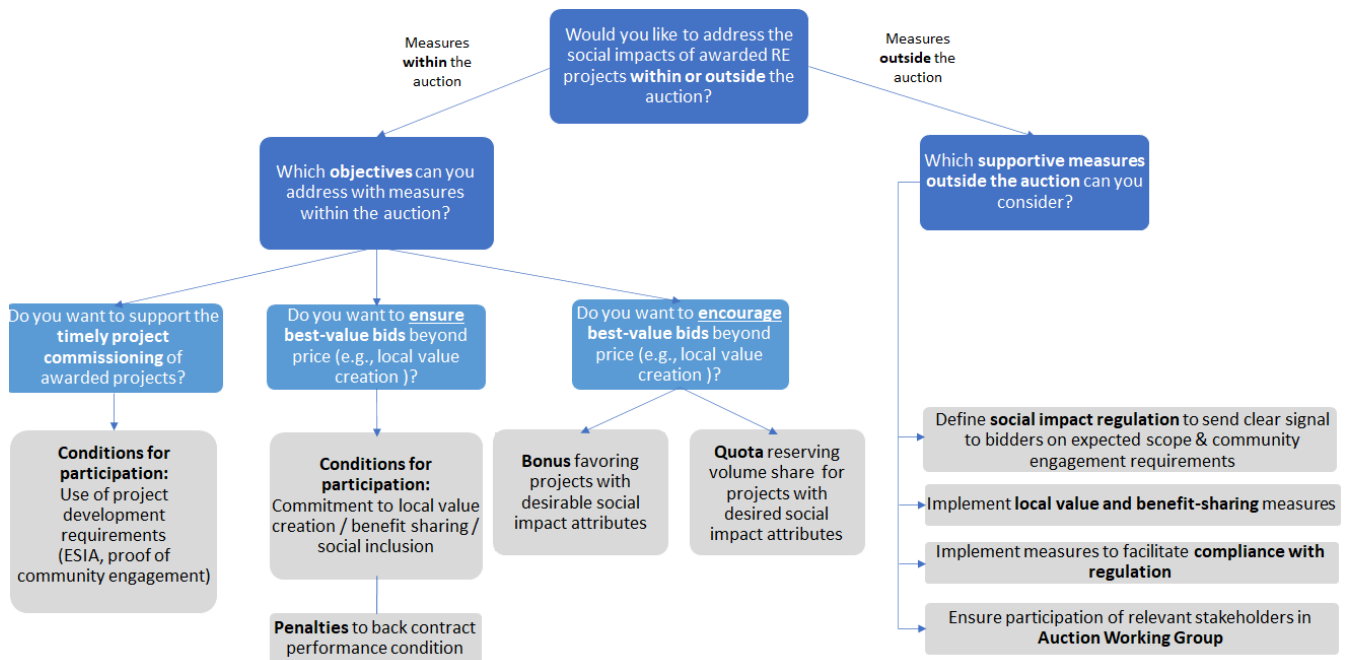 Would you like to address the
social impacts of awarded RE
projects within or outside the
auction?
Measures
within the
auction
Measures
outside the
auction
Which objectives can you
address with measures
within the auction?
Which supportive measures
outside the auction can you
consider?
Do you want to support the
timely project
commissioning of
awarded projects?
Do you want to ensure
best-value bids beyond
price (e.g., local value
creation )?
Do you want to encourage
best-value bids beyond
price (e.g., local value
creation )?
Conditions for
participation:
Use of project
development
requirements
(ESIA, proof of
community engagement)
Conditions for
participation:
Commitment to local value
creation / benefit sharing /
social inclusion
Penalties to back contract
performance condition
Bonus favoring
projects with
desirable social
impact attributes
Quota reserving
volume share for
projects with
desired social
impact attributes
Define social impact regulation to send clear signal
to bidders on expected scope & community
engagement requirements
Implement local value and benefit-sharing measures
Implement measures to facilitate compliance with
regulation
Ensure participation of relevant stakeholders in
Auction Working Group